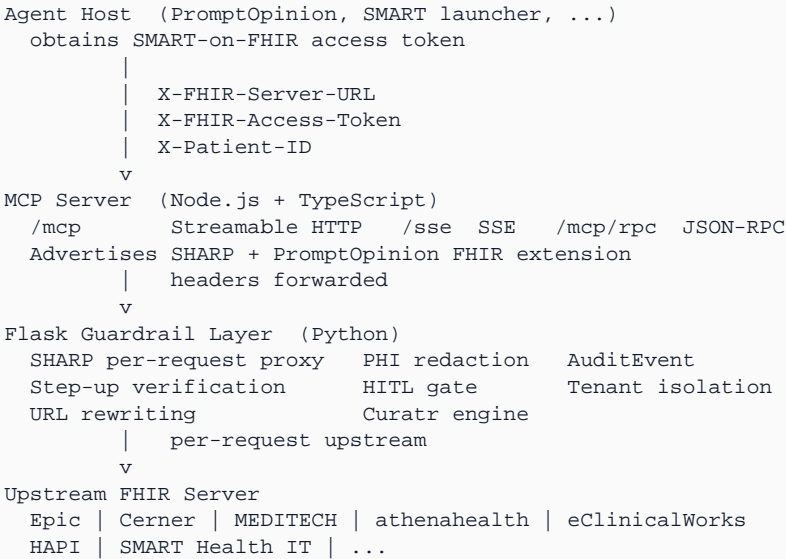 Agent Host  (PromptOpinion, SMART launcher, ...)
  obtains SMART-on-FHIR access token
         |
         |  X-FHIR-Server-URL
         |  X-FHIR-Access-Token
         |  X-Patient-ID
         v
MCP Server  (Node.js + TypeScript)
  /mcp       Streamable HTTP   /sse  SSE   /mcp/rpc  JSON-RPC
  Advertises SHARP + PromptOpinion FHIR extension
         |   headers forwarded
         v
Flask Guardrail Layer  (Python)
  SHARP per-request proxy   PHI redaction   AuditEvent
  Step-up verification      HITL gate       Tenant isolation
  URL rewriting             Curatr engine
         |   per-request upstream
         v
Upstream FHIR Server
  Epic | Cerner | MEDITECH | athenahealth | eClinicalWorks
  HAPI | SMART Health IT | ...